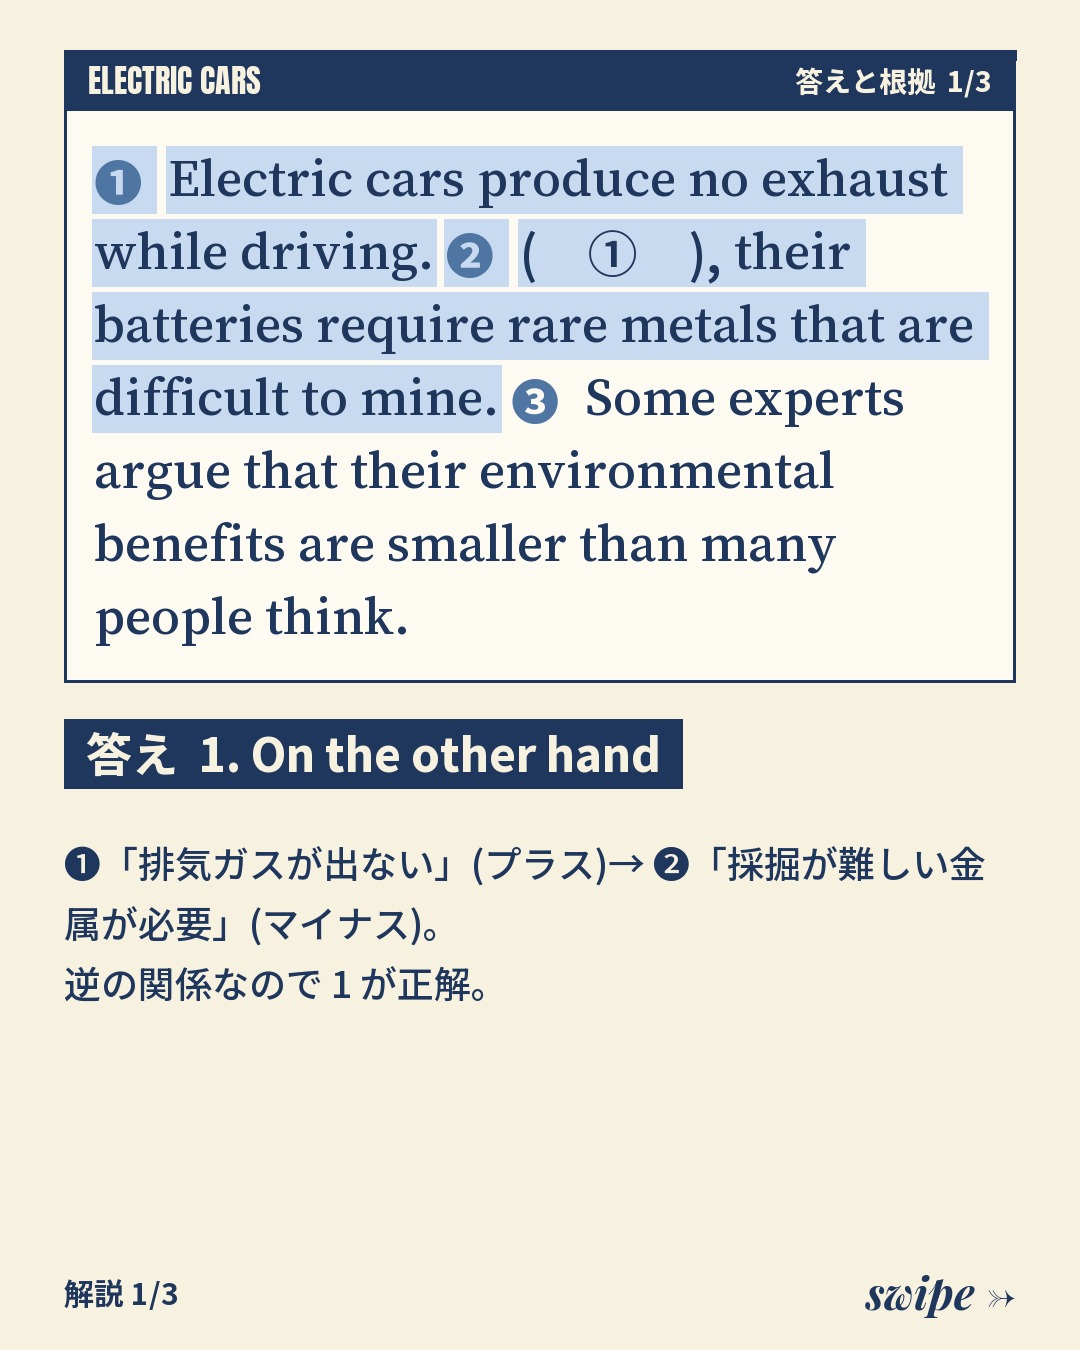 ELECTRIC CARS
答えと根拠 1/3
❶ Electric cars produce no exhaust
while driving. ❷ ( ① ), their
batteries require rare metals that are
difficult to mine. ❸ Some experts
argue that their environmental
benefits are smaller than many
people think.
答え 1. On the other hand
❶「排気ガスが出ない」(プラス)→ ❷「採掘が難しい金
属が必要」(マイナス)。
逆の関係なので 1 が正解。
解説 1/3
swipe